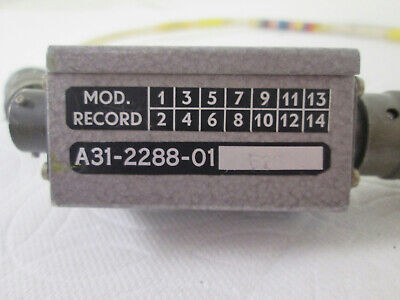 MOD. 1 3 5 7 9 11 13
RECORD 2 4 6 8 10 12 14
A31-2288-01